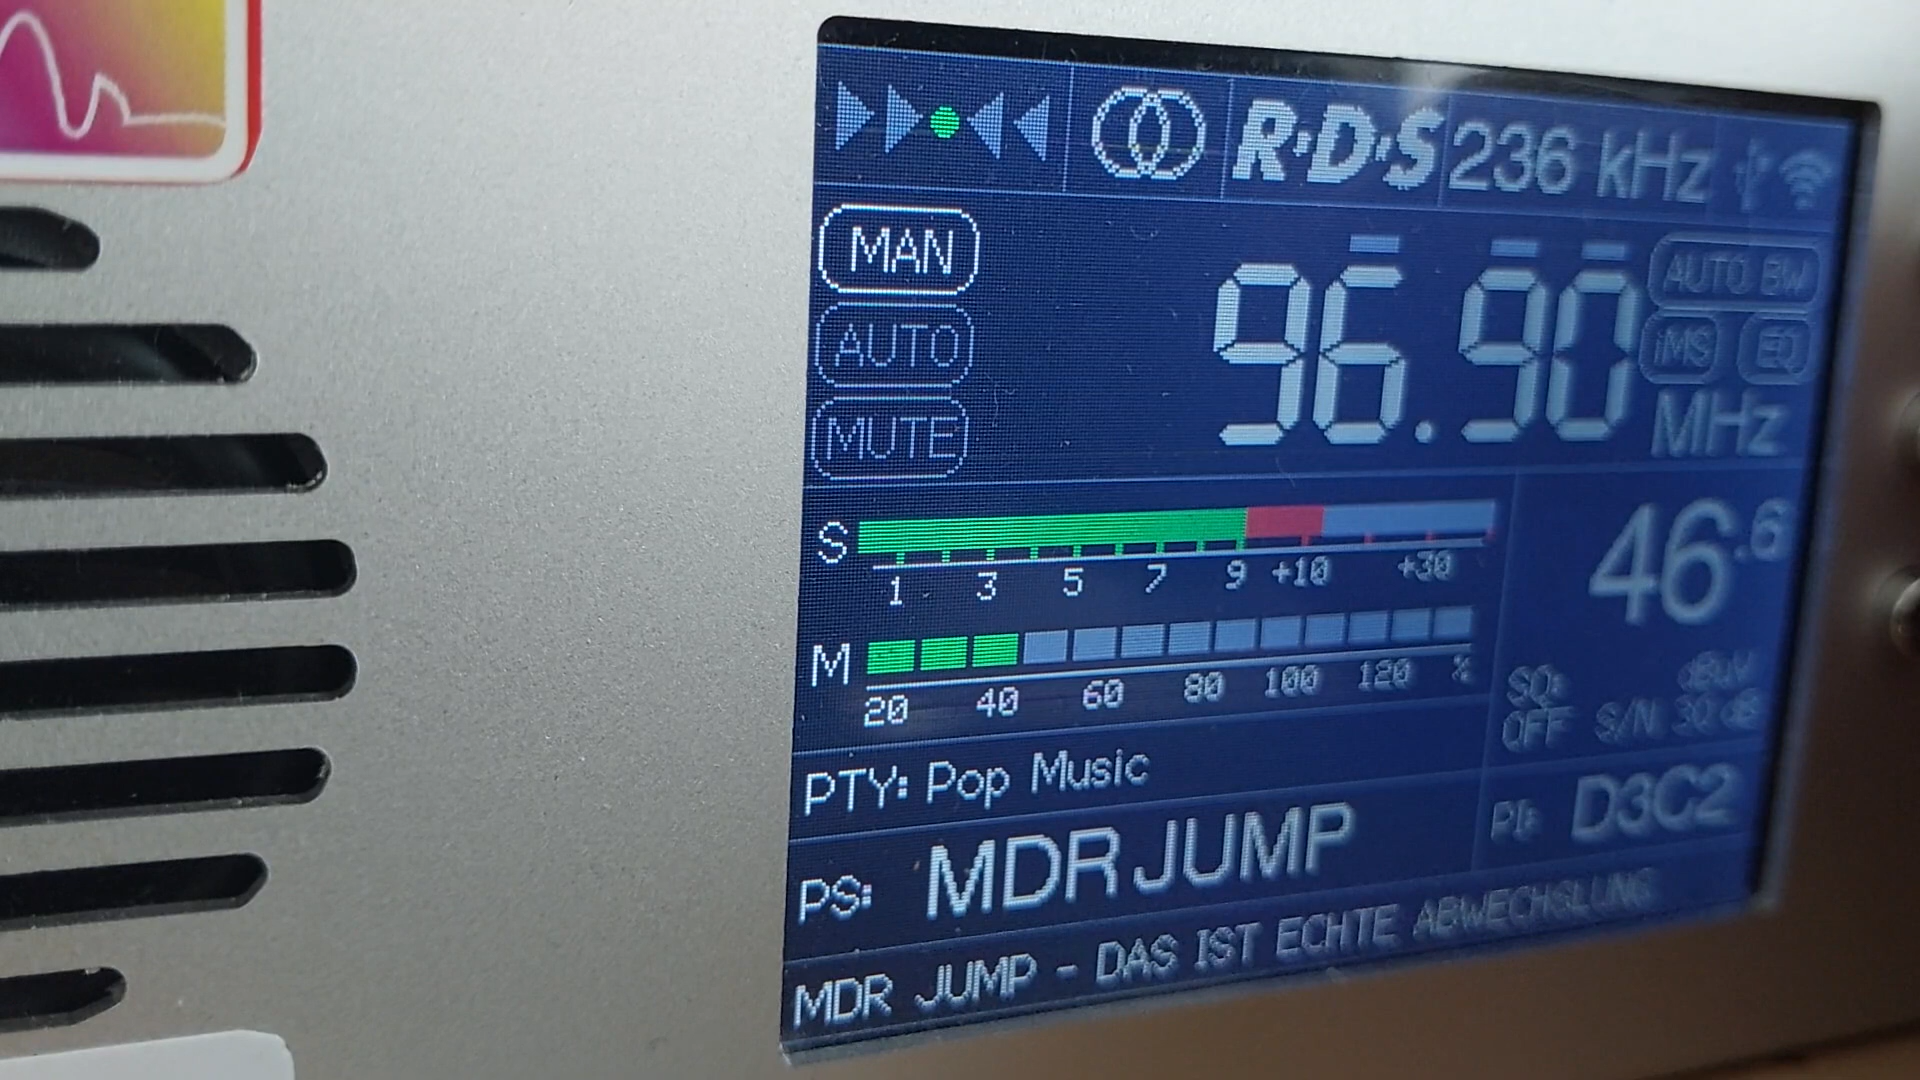 R·D·S 236 kHz
MAN
AUTO
MUTE
96.90
AUTO BW
iMS EQ
MHz
S
1 3 5 7 9 +10 +30
46.6
dBuV
M
20 40 60 80 100 120 %
SQ:
OFF
S/N 30 dB
PTY: Pop Music
PS: MDR JUMP
PI: D3C2
MDR JUMP - DAS IST ECHTE ABWECHSLUNG